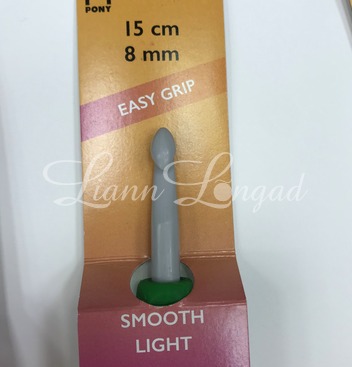 PONY
15 cm
8 mm
EASY GRIP
Liann Longad
SMOOTH
LIGHT